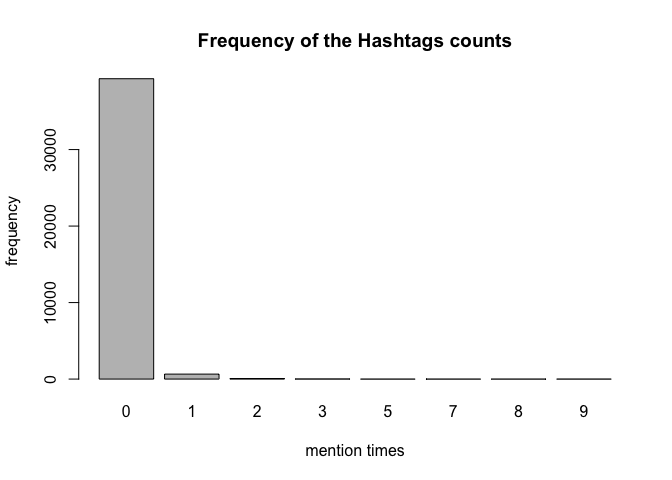 Frequency of the Hashtags counts
frequency
30000
20000
10000
0
0 1 2 3 5 7 8 9
mention times